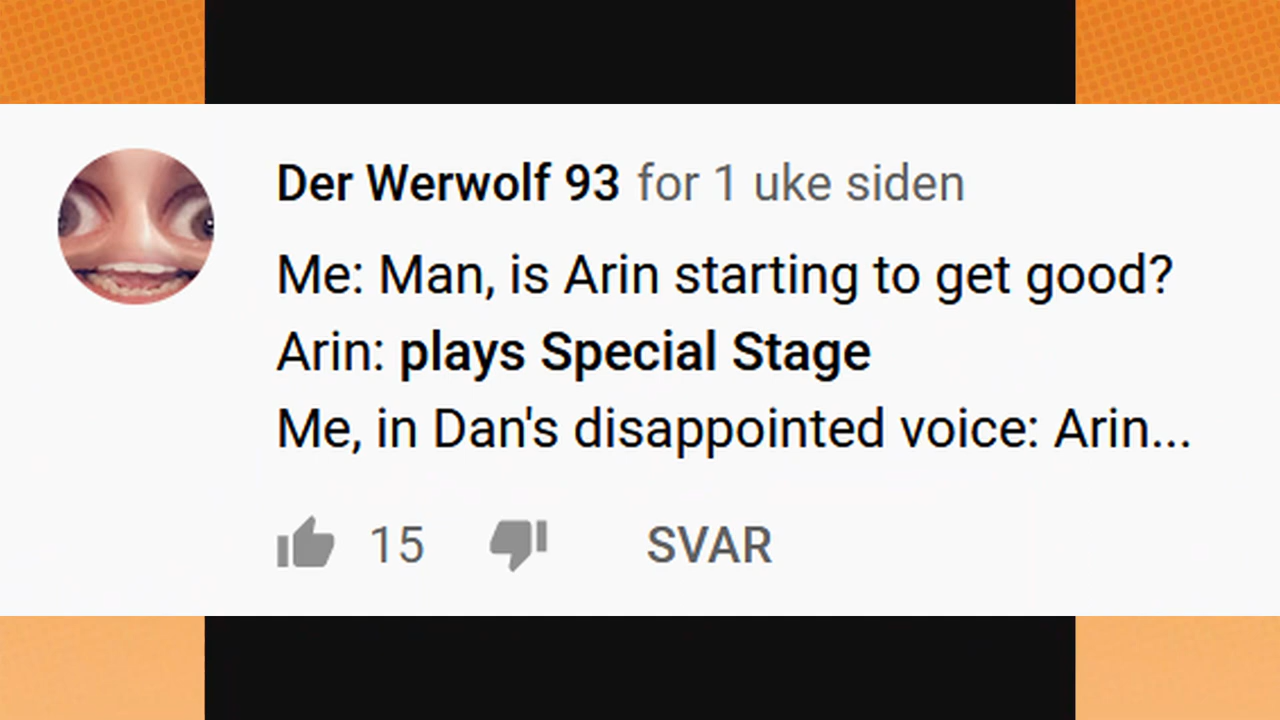 Der Werwolf 93 for 1 uke siden
Me: Man, is Arin starting to get good?
Arin: plays Special Stage
Me, in Dan's disappointed voice: Arin...
15 SVAR